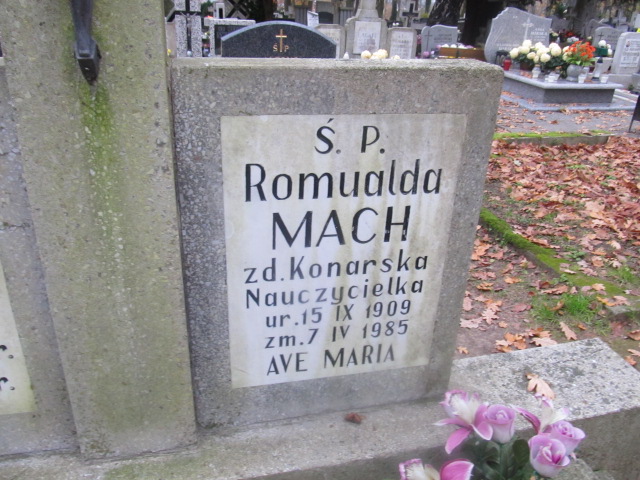 Ś. P.
Romualda
MACH
zd. Konarska
Nauczycielka
ur. 15 IX 1909
zm. 7 IV 1985
AVE MARIA
Ś P